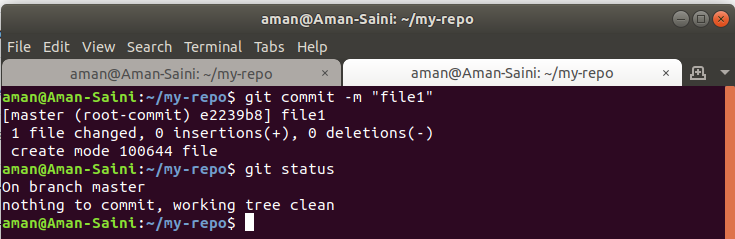 aman@Aman-Saini: ~/my-repo
File Edit View Search Terminal Tabs Help
aman@Aman-Saini: ~/my-repo × aman@Aman-Saini: ~/my-repo ×
aman@Aman-Saini:~/my-repo$ git commit -m "file1"
[master (root-commit) e2239b8] file1
 1 file changed, 0 insertions(+), 0 deletions(-)
 create mode 100644 file
aman@Aman-Saini:~/my-repo$ git status
On branch master
nothing to commit, working tree clean
aman@Aman-Saini:~/my-repo$